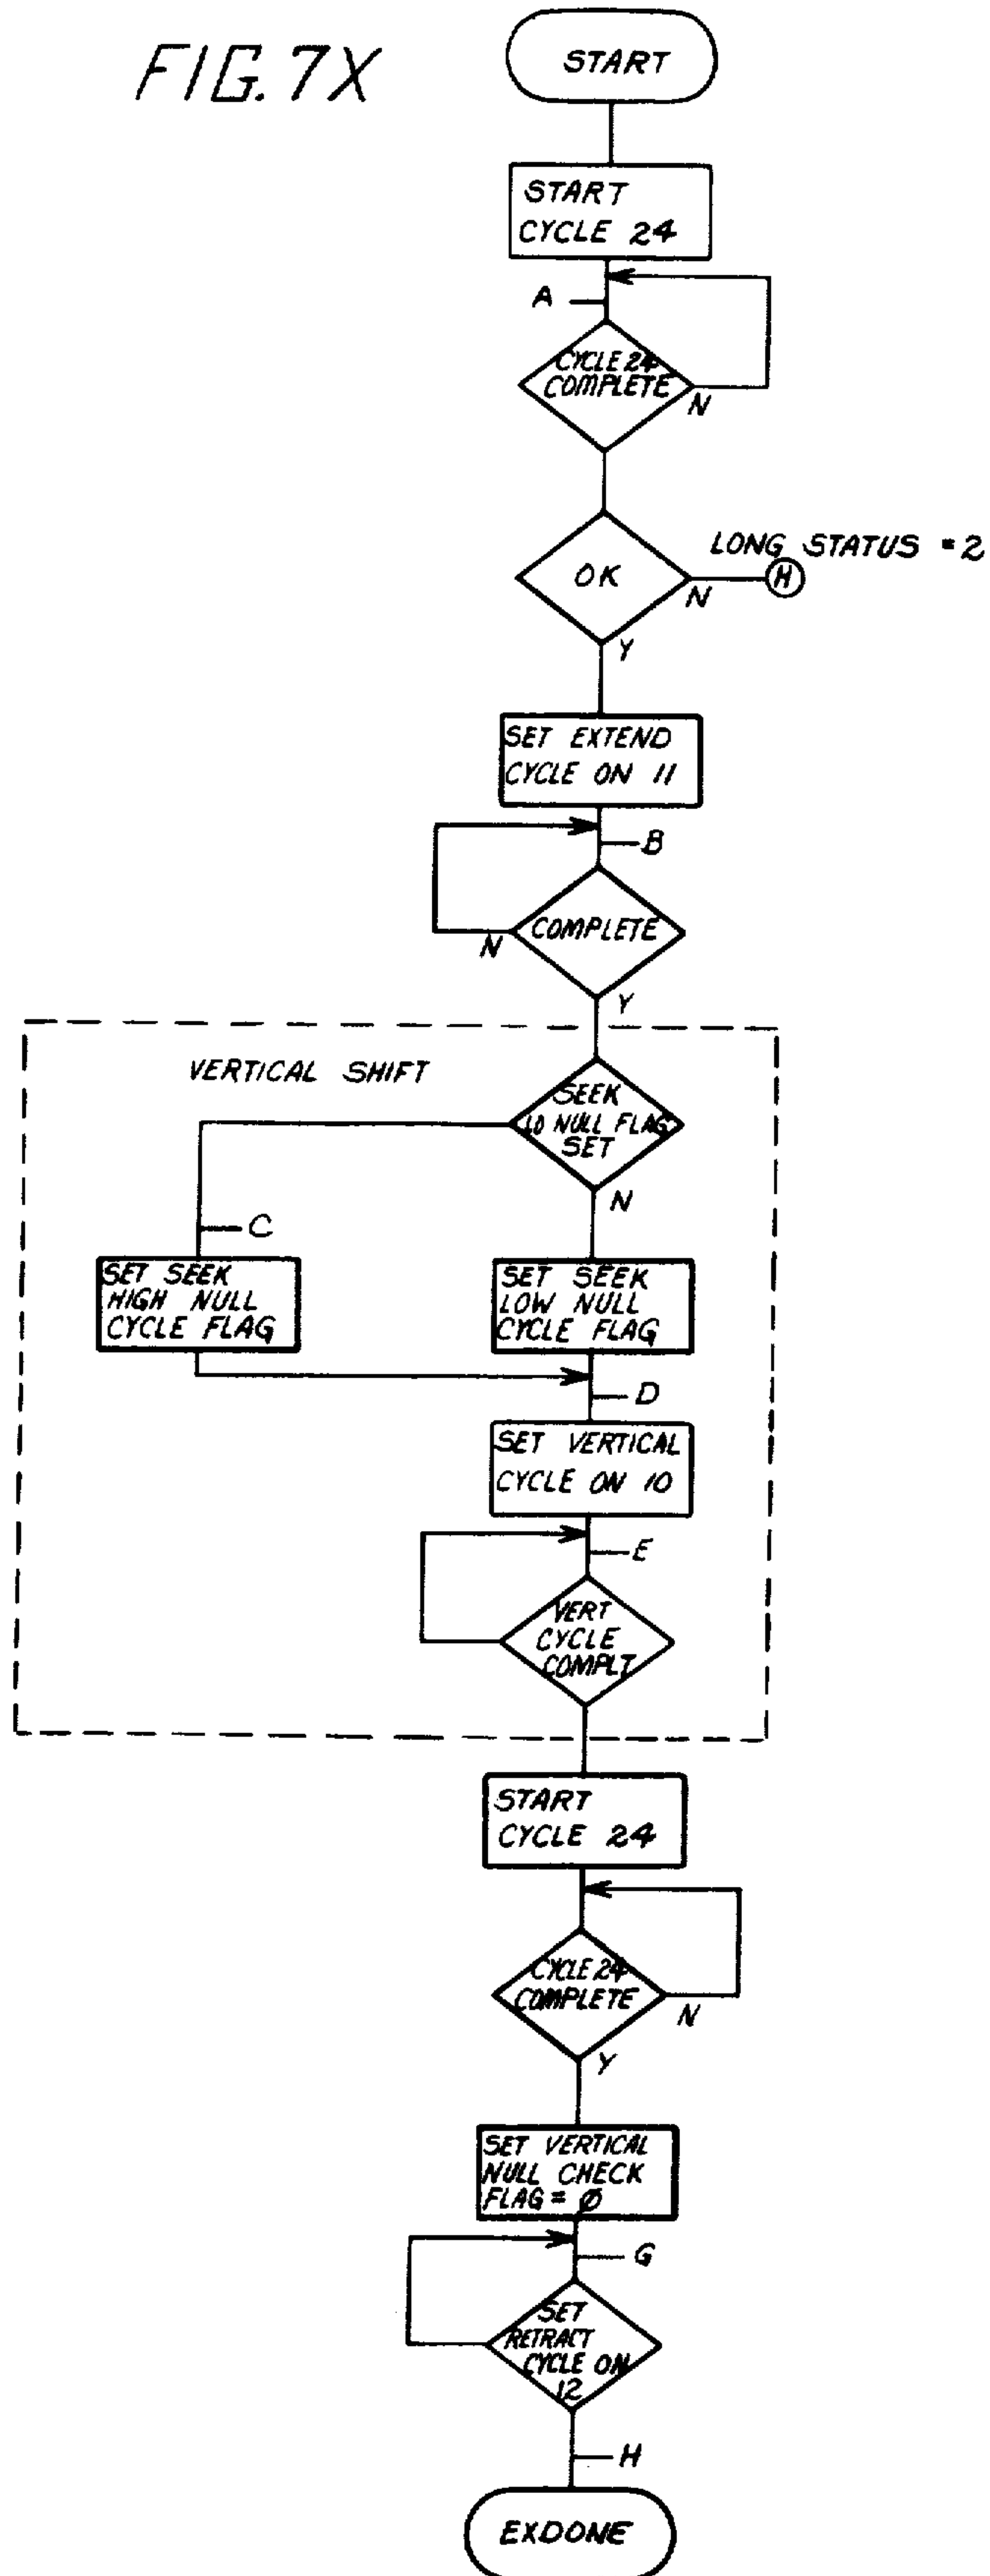 FIG. 7X
START
START
CYCLE 24
A
CYCLE 24
COMPLETE
N
LONG STATUS = 2
OK
N
H
Y
SET EXTEND
CYCLE ON 11
B
COMPLETE
N
Y
VERTICAL SHIFT
SEEK
LO NULL FLAG
SET
N
C
SET SEEK
HIGH NULL
CYCLE FLAG
SET SEEK
LOW NULL
CYCLE FLAG
D
SET VERTICAL
CYCLE ON 10
E
VERT
CYCLE
COMPLT
START
CYCLE 24
CYCLE 24
COMPLETE
N
Y
SET VERTICAL
NULL CHECK
FLAG = Ø
G
SET
RETRACT
CYCLE ON
12
H
EXDONE